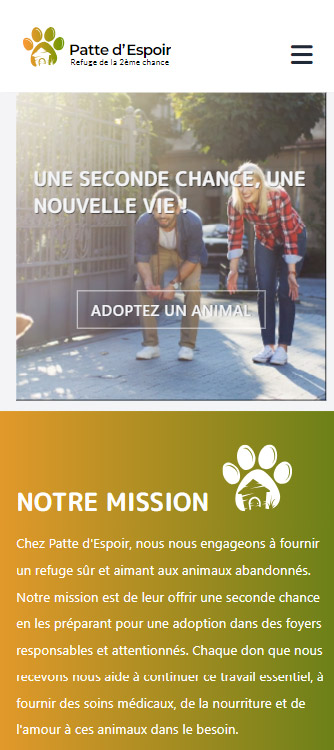 Patte d'Espoir
Refuge de la 2ème chance
UNE SECONDE CHANCE, UNE
NOUVELLE VIE !
ADOPTEZ UN ANIMAL
NOTRE MISSION
Chez Patte d'Espoir, nous nous engageons à fournir
un refuge sûr et aimant aux animaux abandonnés.
Notre mission est de leur offrir une seconde chance
en les préparant pour une adoption dans des foyers
responsables et attentionnés. Chaque don que nous
recevons nous aide à continuer ce travail essentiel, à
fournir des soins médicaux, de la nourriture et de
l'amour à ces animaux dans le besoin.